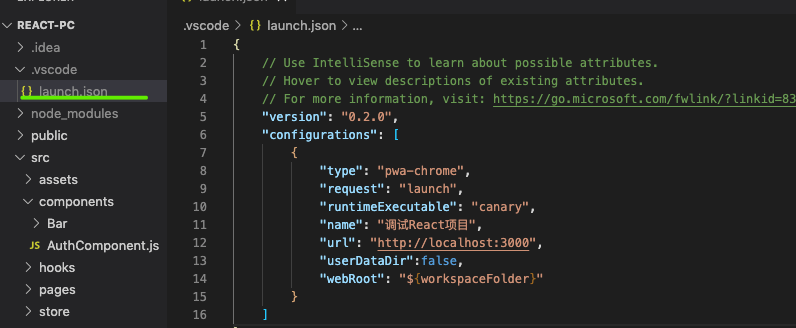 REACT-PC
.idea
.vscode
{} launch.json
node_modules
public
src
assets
components
Bar
JS AuthComponent.js
hooks
pages
store
.vscode > {} launch.json > ...
1 {
2 // Use IntelliSense to learn about possible attributes.
3 // Hover to view descriptions of existing attributes.
4 // For more information, visit: https://go.microsoft.com/fwlink/?linkid=83
5 "version": "0.2.0",
6 "configurations": [
7 {
8 "type": "pwa-chrome",
9 "request": "launch",
10 "runtimeExecutable": "canary",
11 "name": "调试React项目",
12 "url": "http://localhost:3000",
13 "userDataDir":false,
14 "webRoot": "${workspaceFolder}"
15 }
16 ]